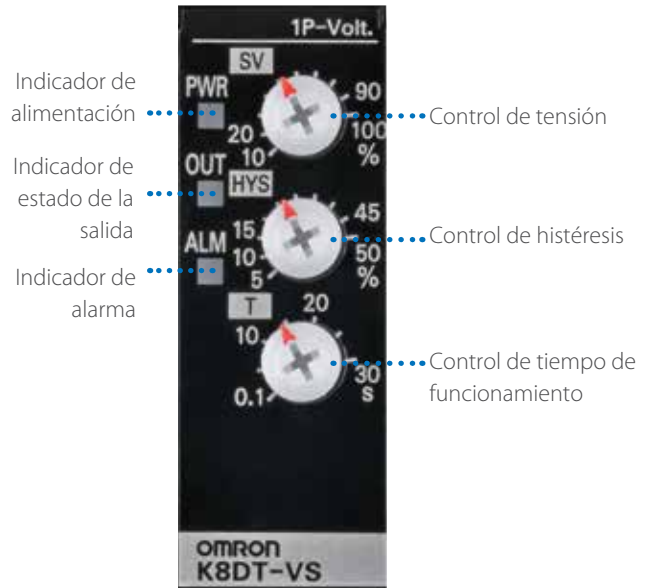 1P-Volt.
SV
PWR
90
100
%
20
10
OUT
HYS
45
50
%
15
10
5
ALM
T
20
10
30
s
0.1
OMRON
K8DT-VS
Indicador de
alimentación
Indicador de
estado de la
salida
Indicador de
alarma
Control de tensión
Control de histéresis
Control de tiempo de
funcionamiento